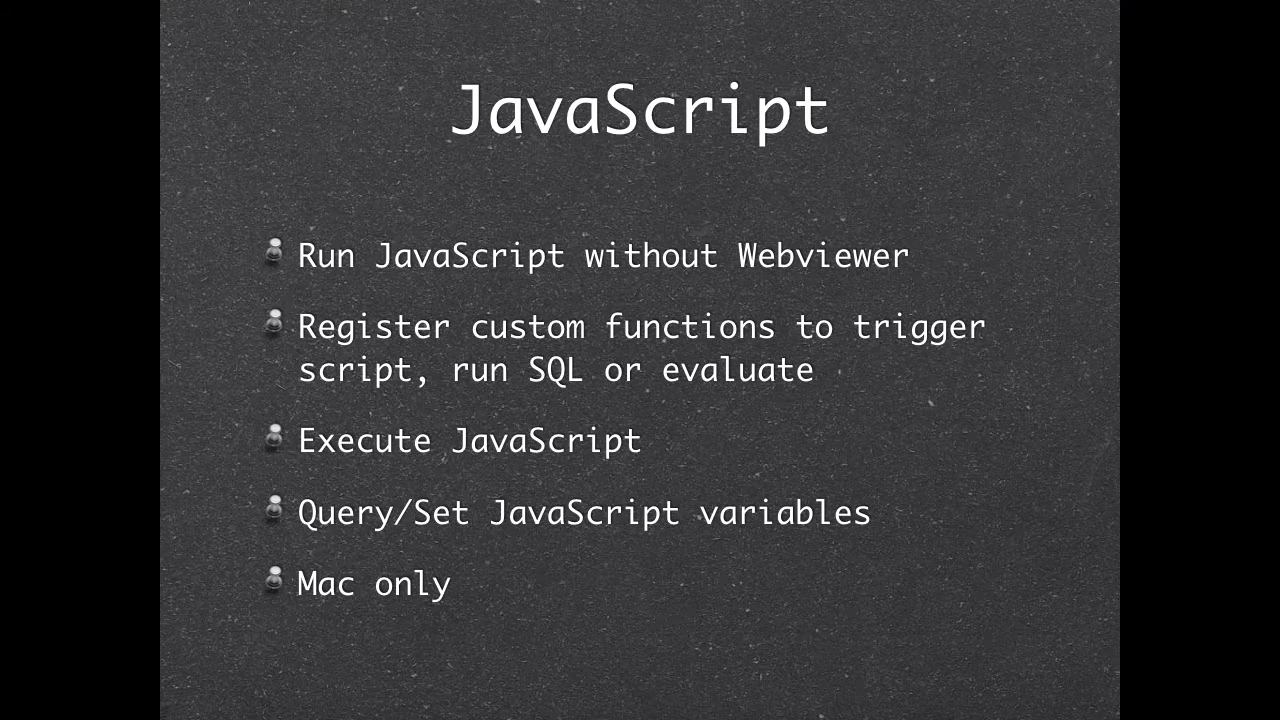 JavaScript
Run JavaScript without Webviewer
Register custom functions to trigger
script, run SQL or evaluate
Execute JavaScript
Query/Set JavaScript variables
Mac only